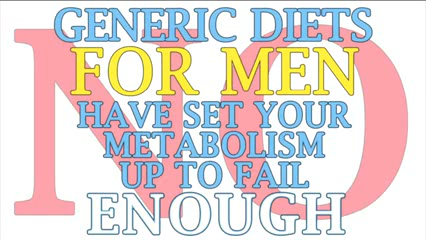 NO
GENERIC DIETS
FOR MEN
HAVE SET YOUR
METABOLISM
UP TO FAIL
ENOUGH